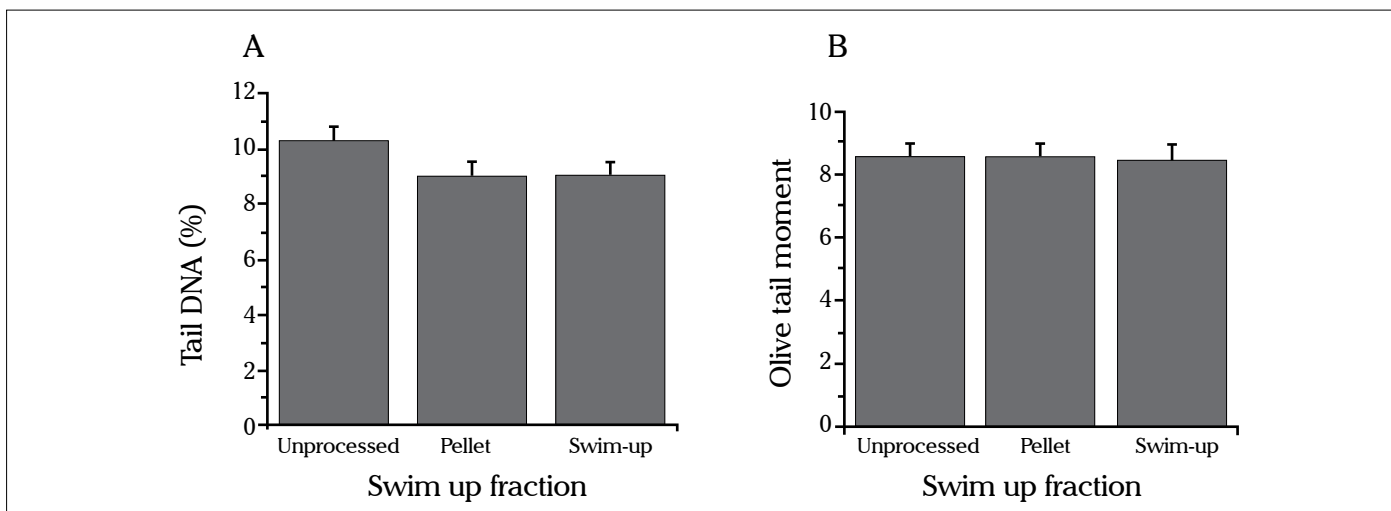 A
12
10
8
6
4
2
0
Tail DNA (%)
Unprocessed Pellet Swim-up
Swim up fraction
B
10
8
6
4
2
0
Olive tail moment
Unprocessed Pellet Swim-up
Swim up fraction